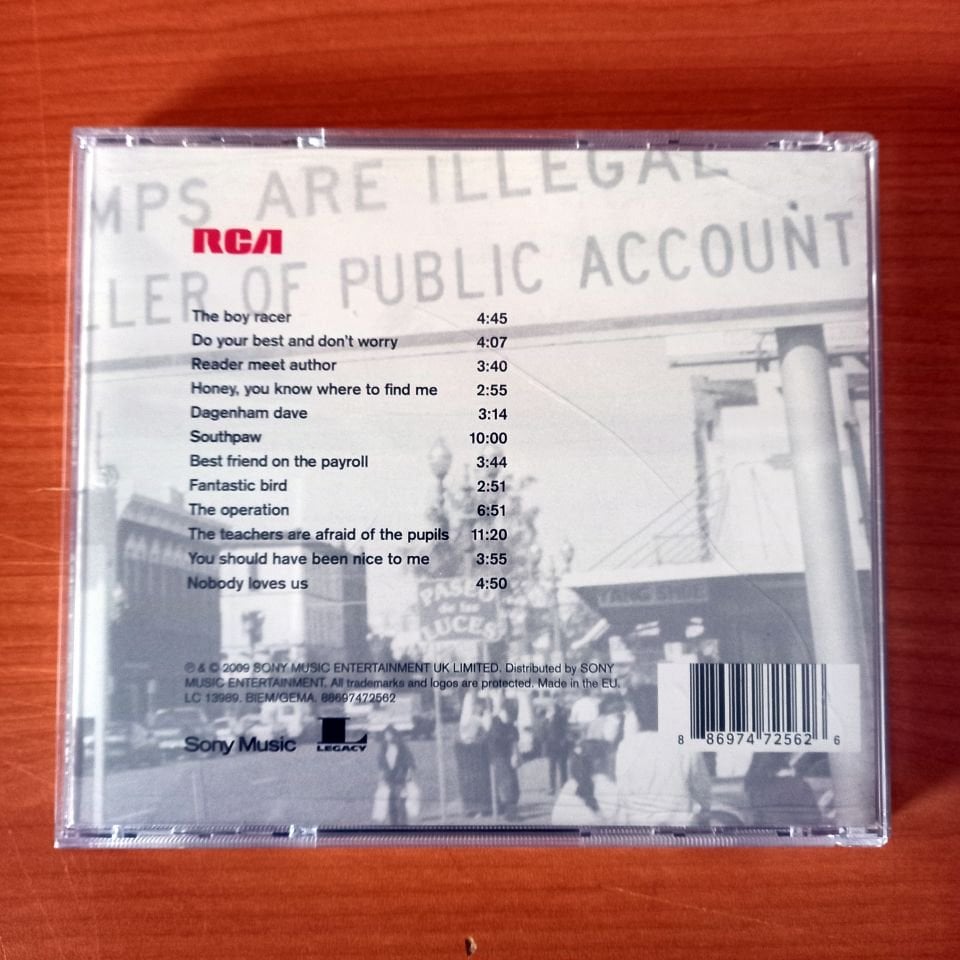 MPS ARE ILLEGAL
LLER OF PUBLIC ACCOUNT
RCA
The boy racer 4:45
Do your best and don't worry 4:07
Reader meet author 3:40
Honey, you know where to find me 2:55
Dagenham dave 3:14
Southpaw 10:00
Best friend on the payroll 3:44
Fantastic bird 2:51
The operation 6:51
The teachers are afraid of the pupils 11:20
You should have been nice to me 3:55
Nobody loves us 4:50
PASEO
de las
LUCES
YANG SHOE
℗ & © 2009 SONY MUSIC ENTERTAINMENT UK LIMITED. Distributed by SONY
MUSIC ENTERTAINMENT. All trademarks and logos are protected. Made in the EU.
LC 13989. BIEM/GEMA. 88697472562
Sony Music
L
LEGACY
8 86974 72562 6